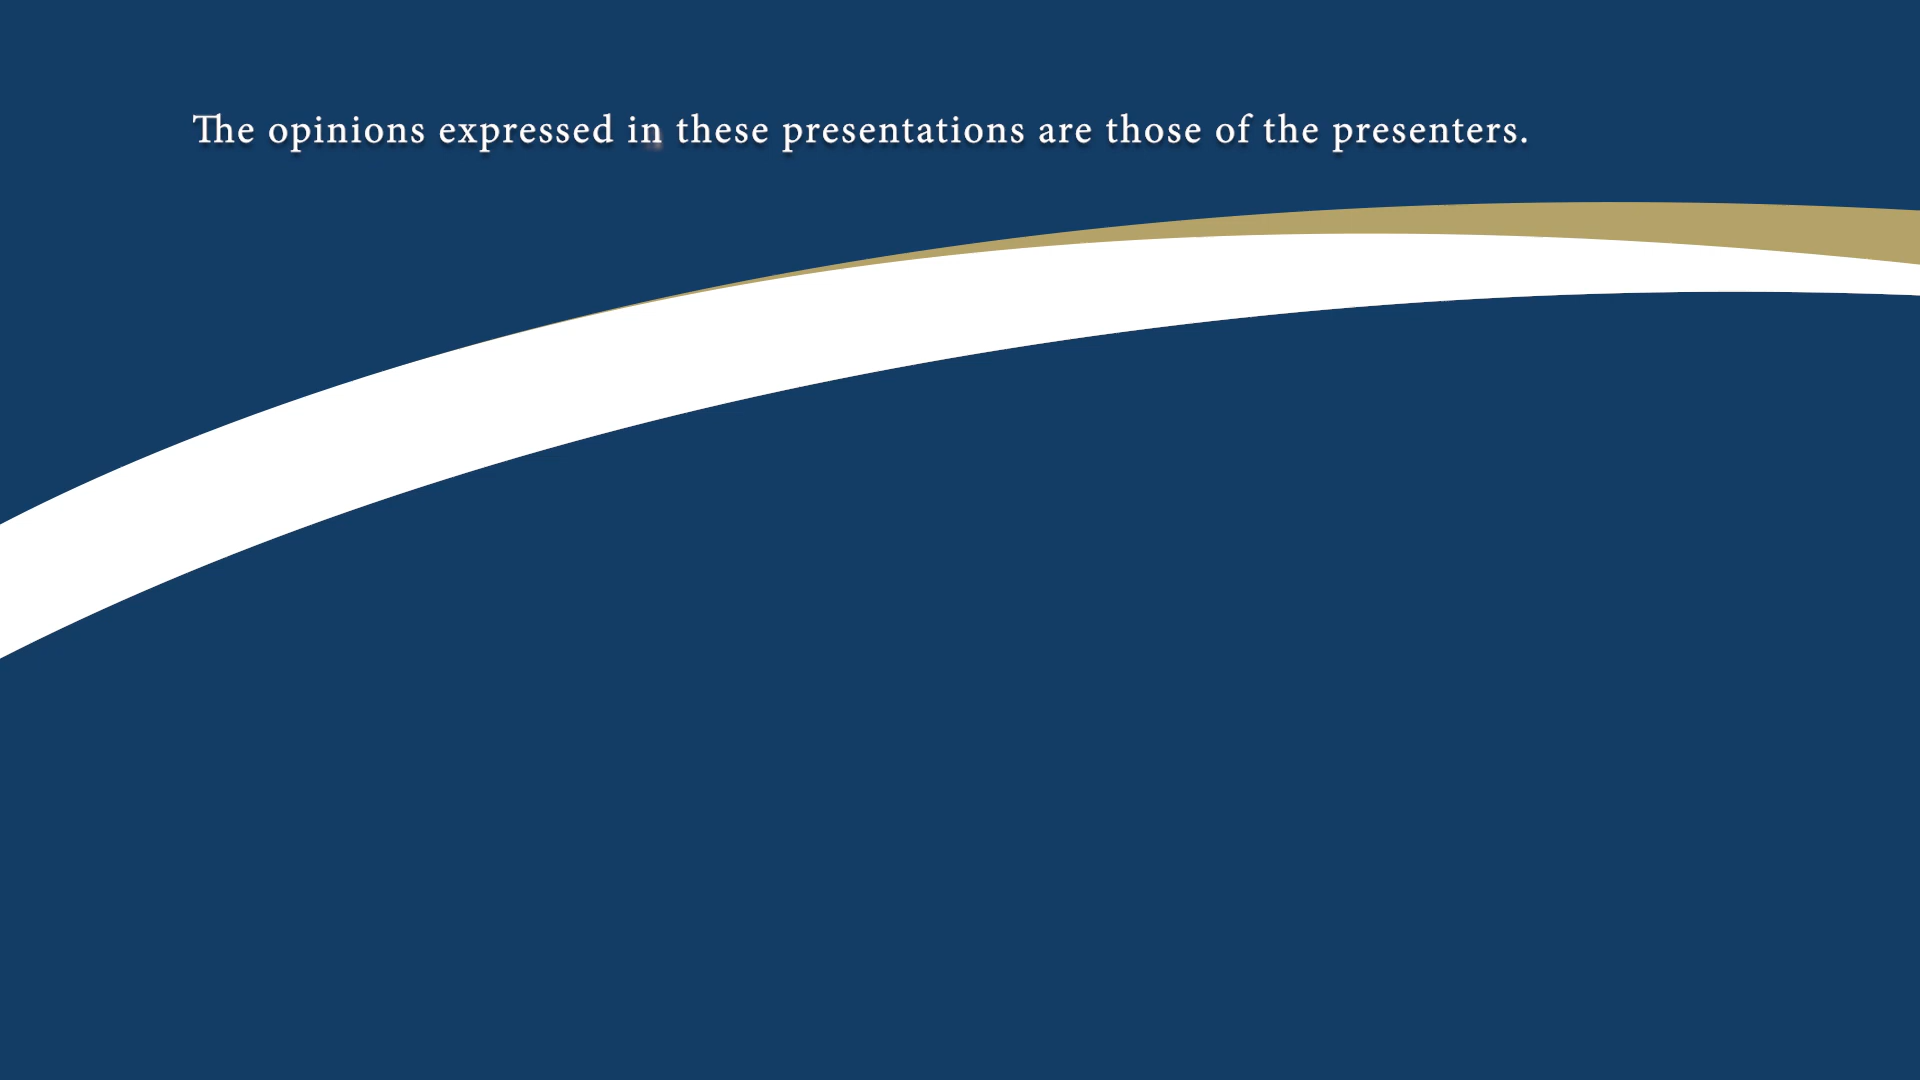 The opinions expressed in these presentations are those of the presenters.